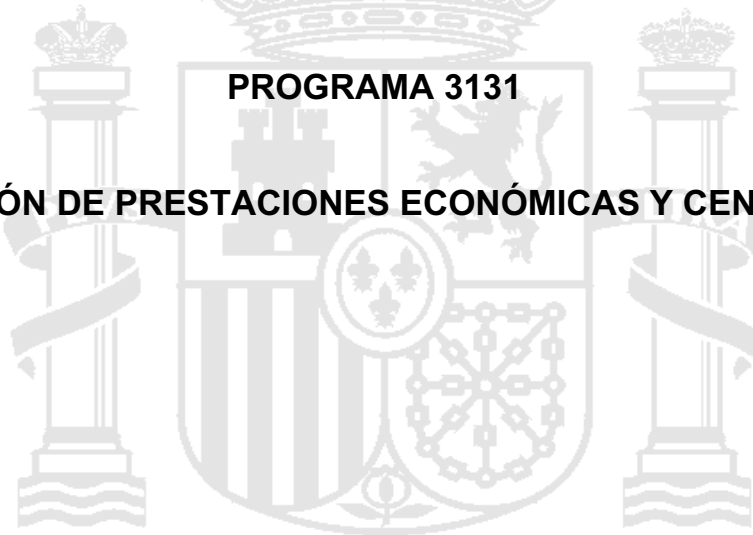 PROGRAMA 3131
ÓN DE PRESTACIONES ECONÓMICAS Y CEN